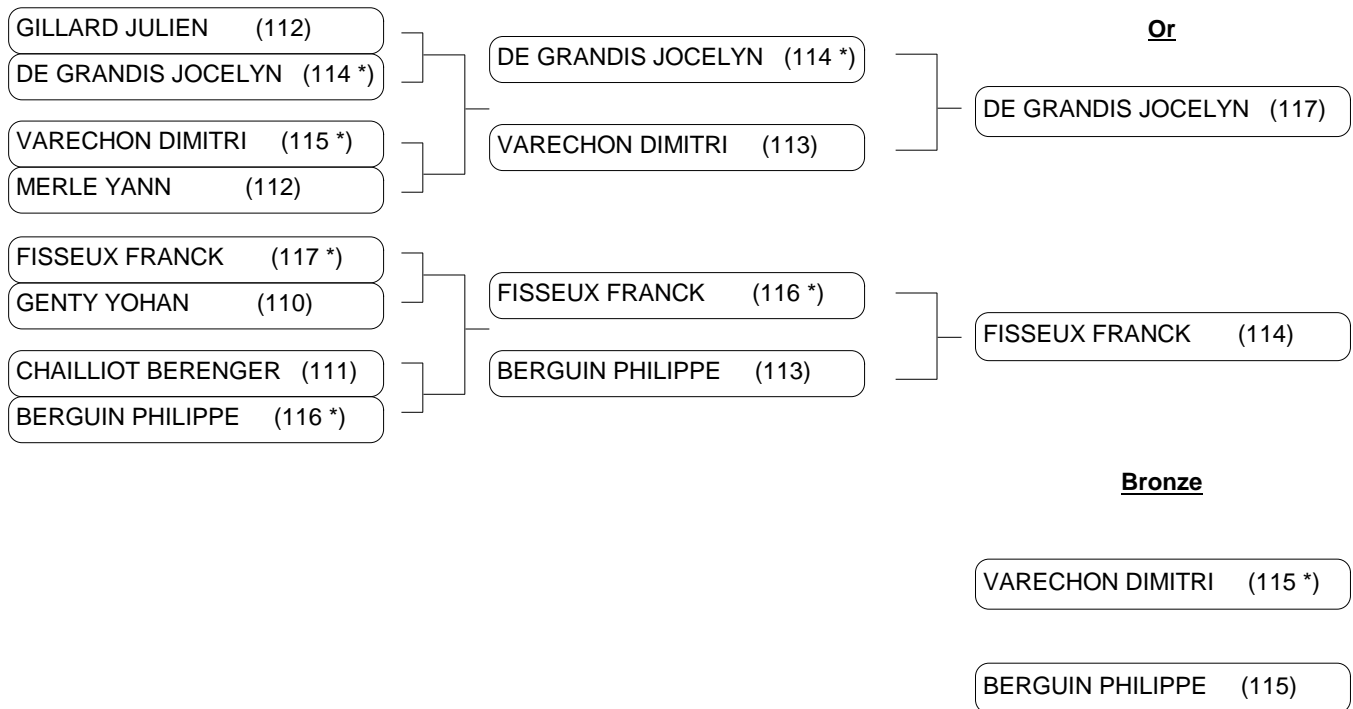 GILLARD JULIEN (112)
DE GRANDIS JOCELYN (114 *)
VARECHON DIMITRI (115 *)
MERLE YANN (112)
FISSEUX FRANCK (117 *)
GENTY YOHAN (110)
CHAILLIOT BERENGER (111)
BERGUIN PHILIPPE (116 *)
DE GRANDIS JOCELYN (114 *)
VARECHON DIMITRI (113)
FISSEUX FRANCK (116 *)
BERGUIN PHILIPPE (113)
Or
DE GRANDIS JOCELYN (117)
FISSEUX FRANCK (114)
Bronze
VARECHON DIMITRI (115 *)
BERGUIN PHILIPPE (115)